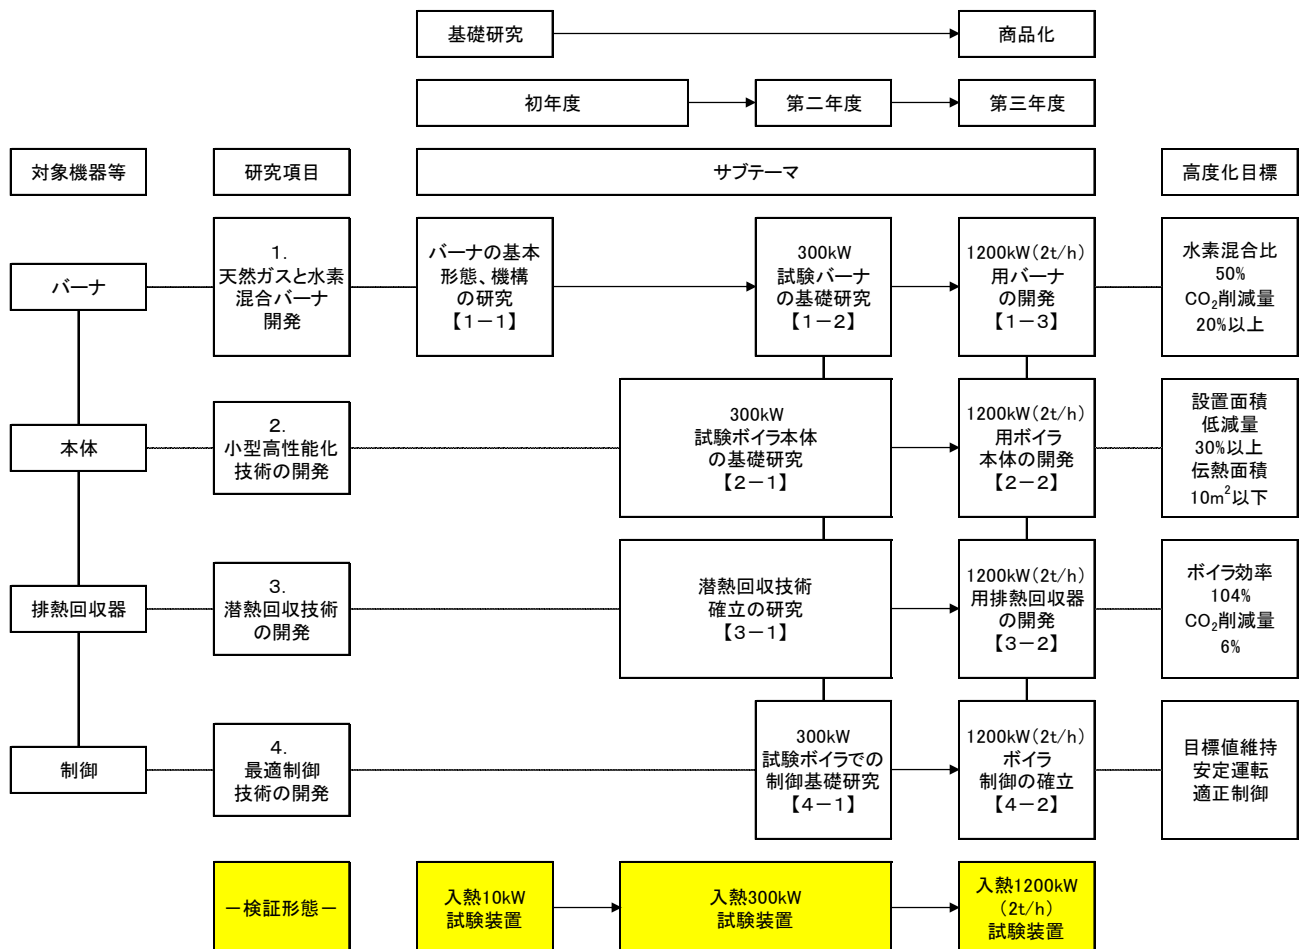 基礎研究
商品化
初年度
第二年度
第三年度
対象機器等
研究項目
サブテーマ
高度化目標
バーナ
1.
天然ガスと水素
混合バーナ
開発
バーナの基本
形態、機構
の研究
【1－1】
300kW
試験バーナ
の基礎研究
【1－2】
1200kW(2t/h)
用バーナ
の開発
【1－3】
水素混合比
50%
CO₂削減量
20%以上
本体
2.
小型高性能化
技術の開発
300kW
試験ボイラ本体
の基礎研究
【2－1】
1200kW(2t/h)
用ボイラ
本体の開発
【2－2】
設置面積
低減量
30%以上
伝熱面積
10m²以下
排熱回収器
3.
潜熱回収技術
の開発
潜熱回収技術
確立の研究
【3－1】
1200kW(2t/h)
用排熱回収器
の開発
【3－2】
ボイラ効率
104%
CO₂削減量
6%
制御
4.
最適制御
技術の開発
300kW
試験ボイラでの
制御基礎研究
【4－1】
1200kW(2t/h)
ボイラ
制御の確立
【4－2】
目標値維持
安定運転
適正制御
－検証形態－
入熱10kW
試験装置
入熱300kW
試験装置
入熱1200kW
(2t/h)
試験装置